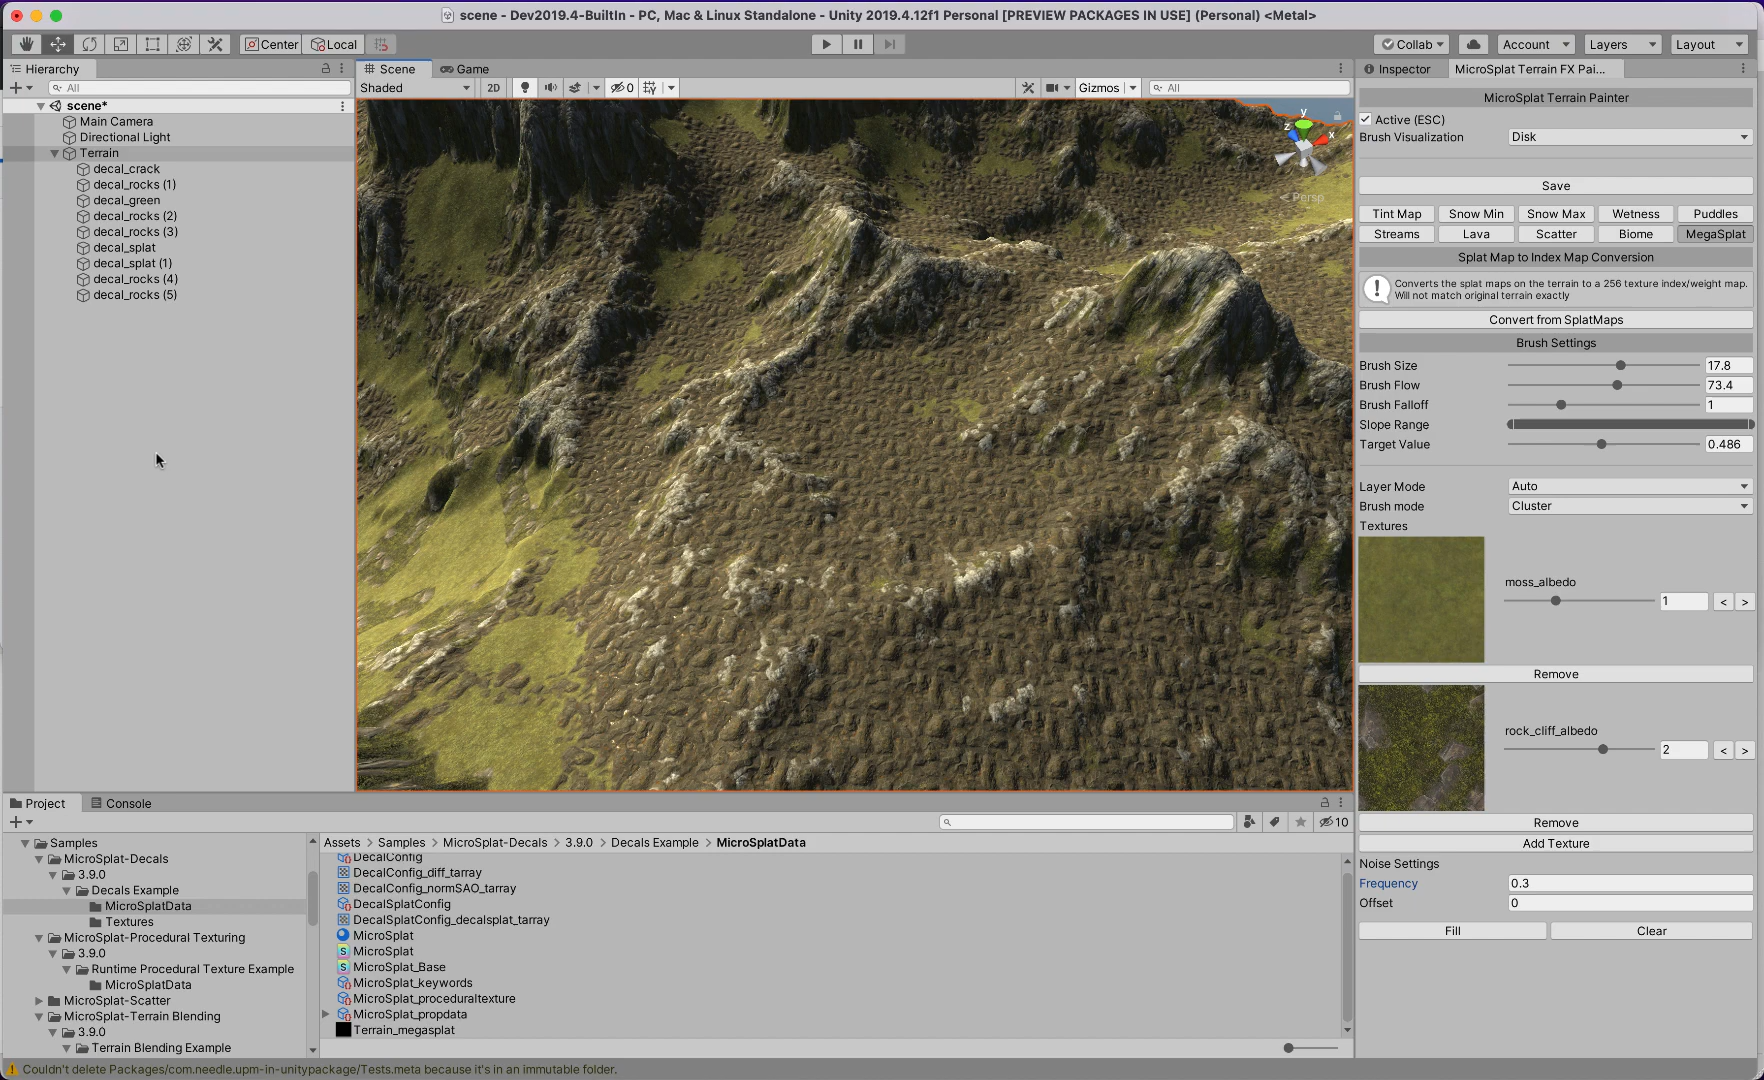 scene - Dev2019.4-BuiltIn - PC, Mac & Linux Standalone - Unity 2019.4.12f1 Personal [PREVIEW PACKAGES IN USE] (Personal) <Metal>
Center Local Collab Account Layers Layout
Hierarchy
All
scene*
Main Camera
Directional Light
Terrain
decal_crack
decal_rocks (1)
decal_green
decal_rocks (2)
decal_rocks (3)
decal_splat
decal_splat (1)
decal_rocks (4)
decal_rocks (5)
Scene Game
Shaded 2D 0 Gizmos All
y
z x
< Persp
Inspector MicroSplat Terrain FX Pai...
MicroSplat Terrain Painter
Active (ESC)
Brush Visualization Disk
Save
Tint Map Snow Min Snow Max Wetness Puddles
Streams Lava Scatter Biome MegaSplat
Splat Map to Index Map Conversion
Converts the splat maps on the terrain to a 256 texture index/weight map.
Will not match original terrain exactly
Convert from SplatMaps
Brush Settings
Brush Size 17.8
Brush Flow 73.4
Brush Falloff 1
Slope Range
Target Value 0.486
Layer Mode Auto
Brush mode Cluster
Textures
moss_albedo
1 < >
Remove
rock_cliff_albedo
2 < >
Remove
Add Texture
Noise Settings
Frequency 0.3
Offset 0
Fill Clear
Project Console
10
Samples
MicroSplat-Decals
3.9.0
Decals Example
MicroSplatData
Textures
MicroSplat-Procedural Texturing
3.9.0
Runtime Procedural Texture Example
MicroSplatData
MicroSplat-Scatter
MicroSplat-Terrain Blending
3.9.0
Terrain Blending Example
Assets > Samples > MicroSplat-Decals > 3.9.0 > Decals Example > MicroSplatData
DecalConfig
DecalConfig_diff_tarray
DecalConfig_normSAO_tarray
DecalSplatConfig
DecalSplatConfig_decalsplat_tarray
MicroSplat
MicroSplat
MicroSplat_Base
MicroSplat_keywords
MicroSplat_proceduraltexture
MicroSplat_propdata
Terrain_megasplat
Couldn't delete Packages/com.needle.upm-in-unitypackage/Tests.meta because it's in an immutable folder.